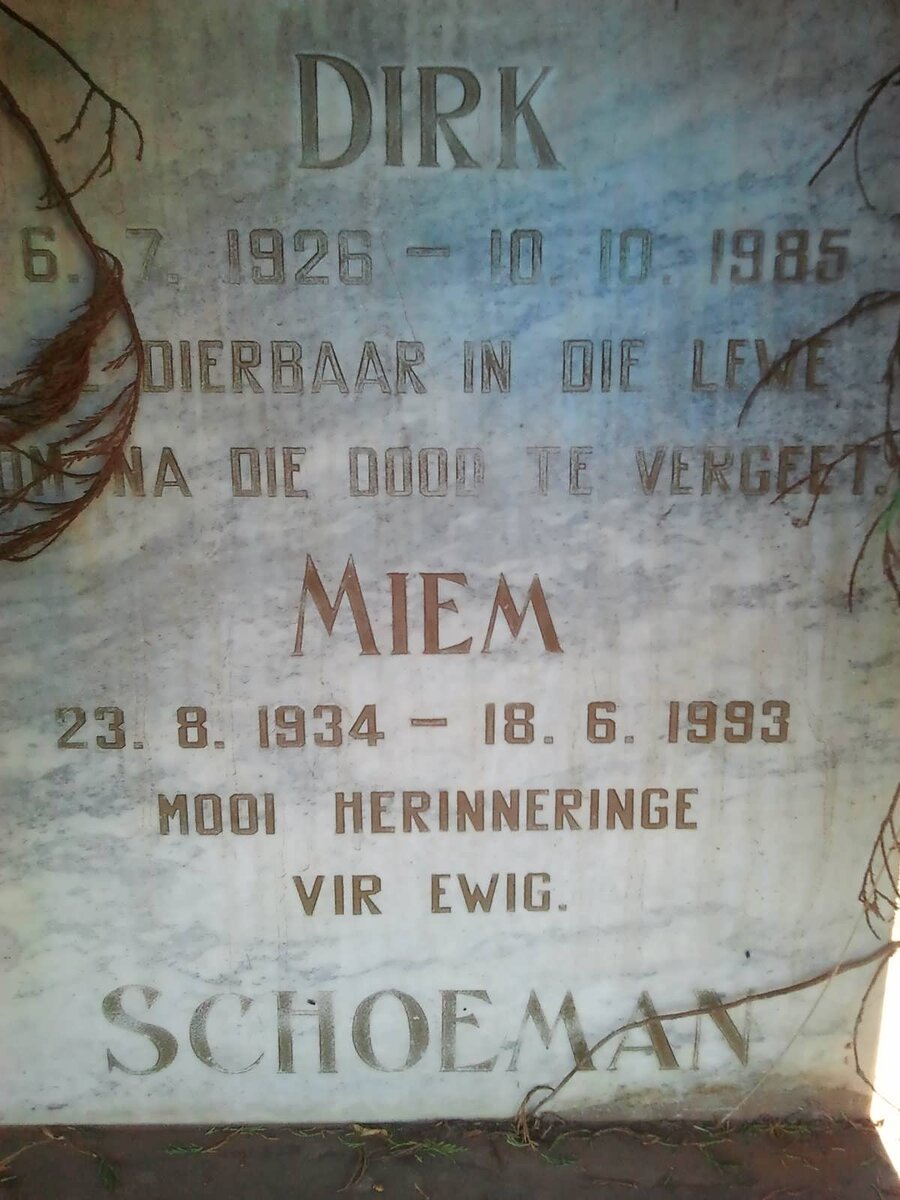 DIRK
6. 7. 1926 - 10. 10. 1985
DIERBAAR IN DIE LEWE
OM NA DIE DOOD TE VERGEET.
MIEM
23. 8. 1934 - 18. 6. 1993
MOOI HERINNERINGE
VIR EWIG.
SCHOEMAN